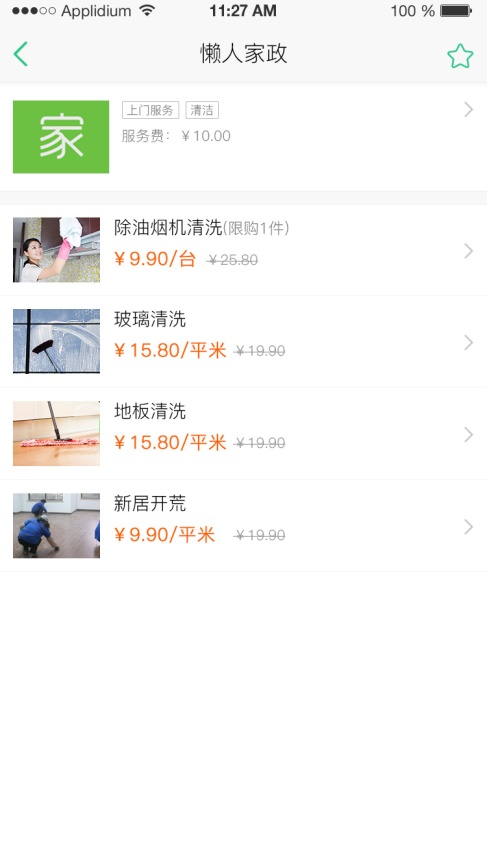 ●●●○○ Applidium 11:27 AM 100 %
懒人家政
家
上门服务 清洁
服务费：￥10.00
除油烟机清洗(限购1件)
￥9.90/台 ￥25.80
玻璃清洗
￥15.80/平米 ￥19.90
地板清洗
￥15.80/平米 ￥19.90
新居开荒
￥9.90/平米 ￥19.90